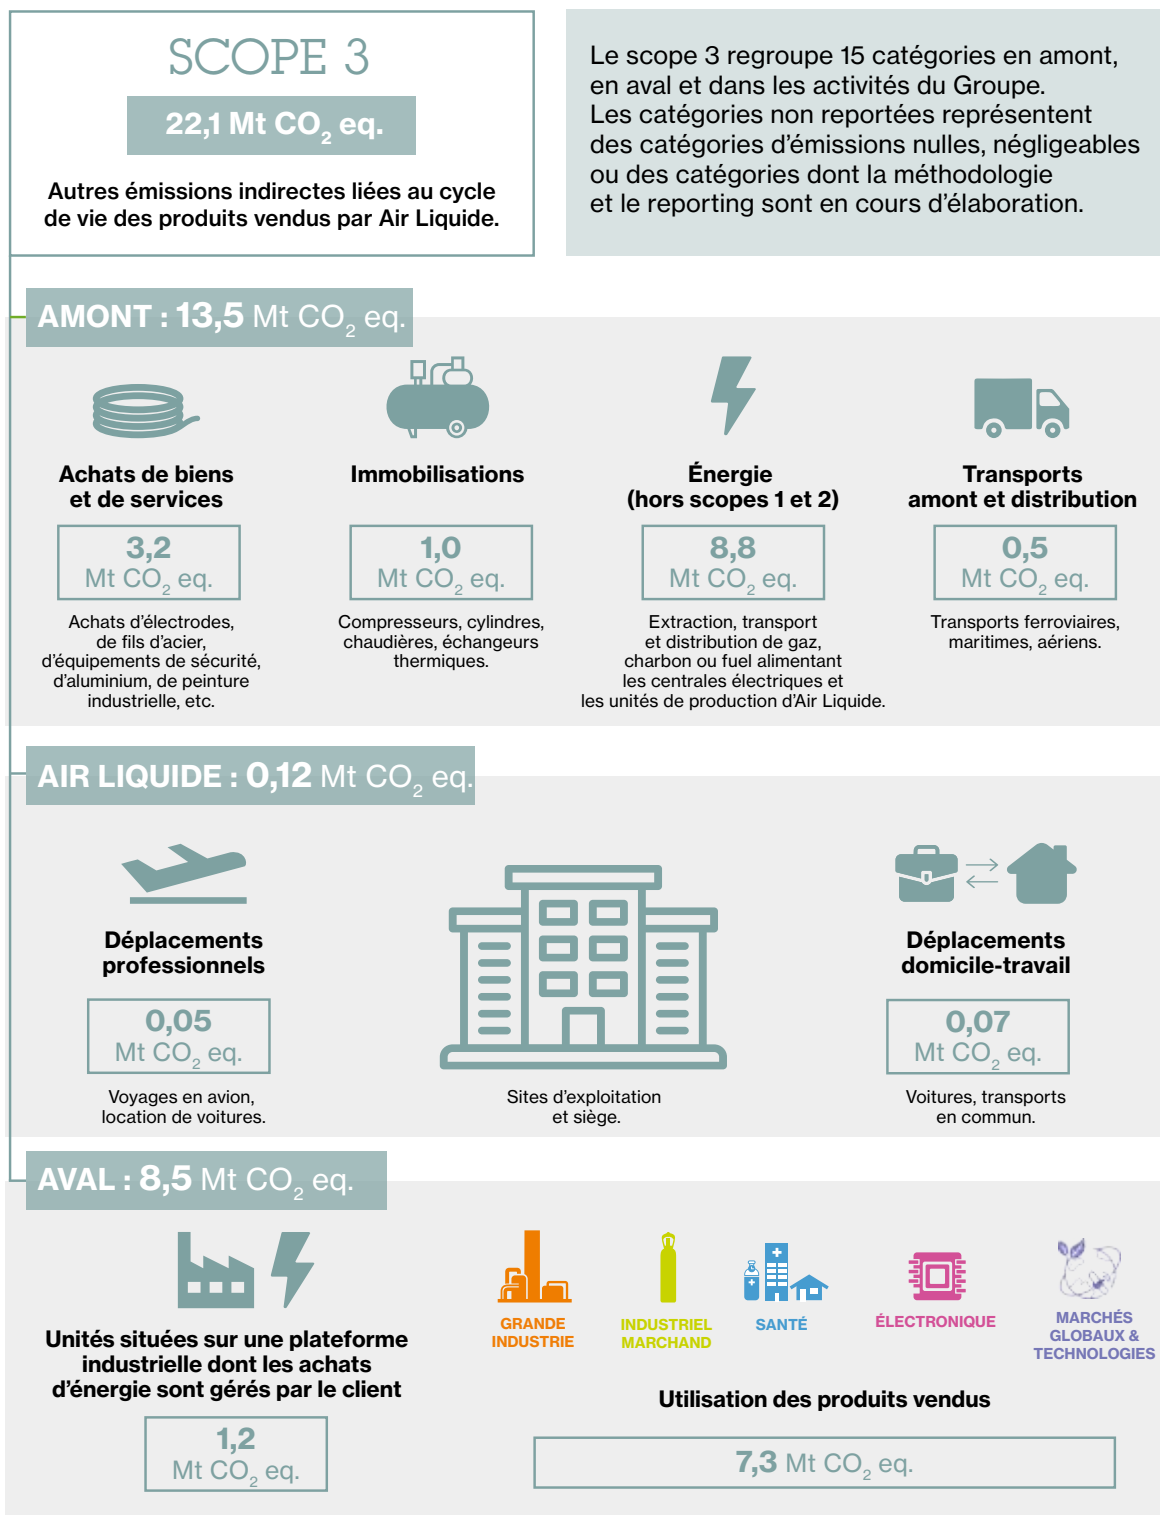 SCOPE 3
22,1 Mt CO₂ eq.
Autres émissions indirectes liées au cycle
de vie des produits vendus par Air Liquide.
Le scope 3 regroupe 15 catégories en amont,
en aval et dans les activités du Groupe.
Les catégories non reportées représentent
des catégories d’émissions nulles, négligeables
ou des catégories dont la méthodologie
et le reporting sont en cours d’élaboration.
AMONT : 13,5 Mt CO₂ eq.
Achats de biens
et de services
3,2
Mt CO₂ eq.
Achats d’électrodes,
de fils d’acier,
d’équipements de sécurité,
d’aluminium, de peinture
industrielle, etc.
Immobilisations
1,0
Mt CO₂ eq.
Compresseurs, cylindres,
chaudières, échangeurs
thermiques.
Énergie
(hors scopes 1 et 2)
8,8
Mt CO₂ eq.
Extraction, transport
et distribution de gaz,
charbon ou fuel alimentant
les centrales électriques et
les unités de production d’Air Liquide.
Transports
amont et distribution
0,5
Mt CO₂ eq.
Transports ferroviaires,
maritimes, aériens.
AIR LIQUIDE : 0,12 Mt CO₂ eq.
Déplacements
professionnels
0,05
Mt CO₂ eq.
Voyages en avion,
location de voitures.
Sites d’exploitation
et siège.
Déplacements
domicile-travail
0,07
Mt CO₂ eq.
Voitures, transports
en commun.
AVAL : 8,5 Mt CO₂ eq.
Unités situées sur une plateforme
industrielle dont les achats
d’énergie sont gérés par le client
1,2
Mt CO₂ eq.
GRANDE
INDUSTRIE
INDUSTRIEL
MARCHAND
SANTÉ
ÉLECTRONIQUE
MARCHÉS
GLOBAUX &
TECHNOLOGIES
Utilisation des produits vendus
7,3 Mt CO₂ eq.